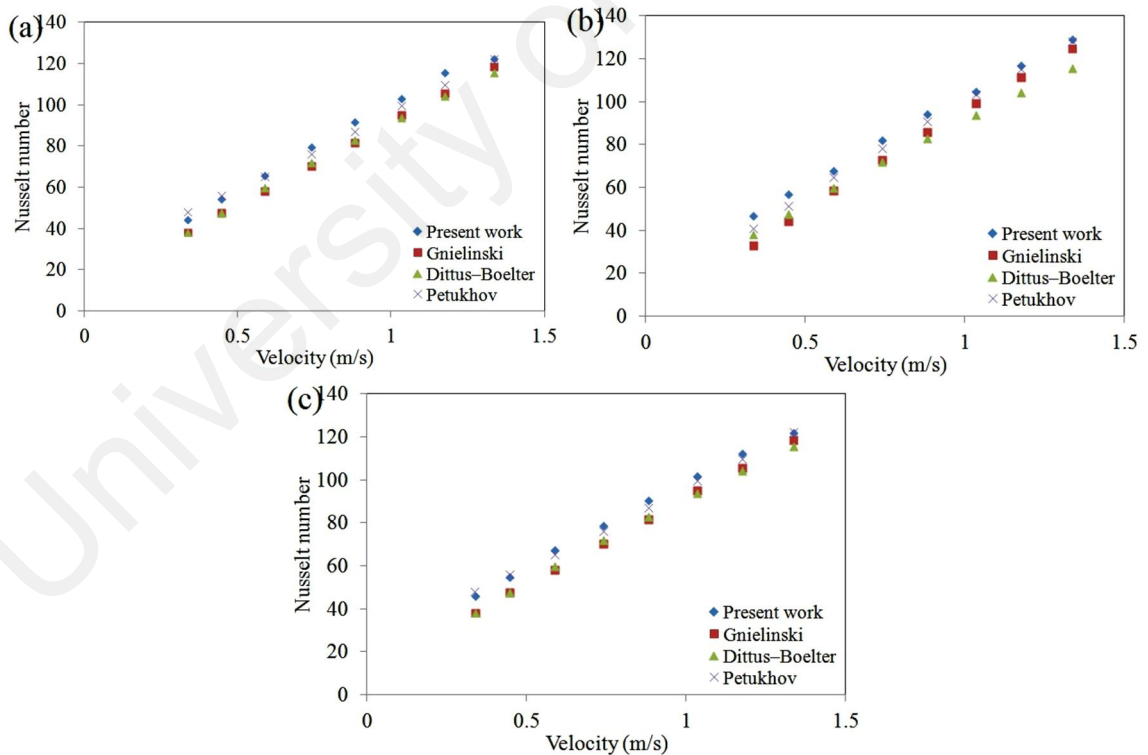 (a)
140
120
100
80
60
40
20
0
Nusselt number
Present work
Gnielinski
Dittus–Boelter
Petukhov
0 0.5 1 1.5
Velocity (m/s)
(b)
140
120
100
80
60
40
20
0
Nusselt number
Present work
Gnielinski
Dittus–Boelter
Petukhov
0 0.5 1 1.5
Velocity (m/s)
(c)
140
120
100
80
60
40
20
0
Nusselt number
Present work
Gnielinski
Dittus–Boelter
Petukhov
0 0.5 1 1.5
Velocity (m/s)
University o